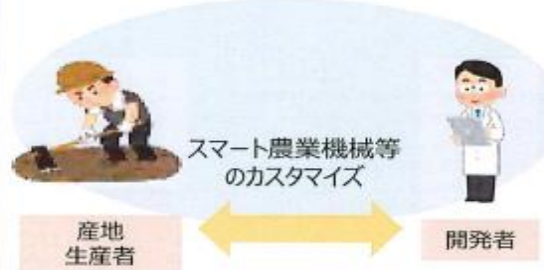 スマート農業機械等
のカスタマイズ
産地
生産者
開発者